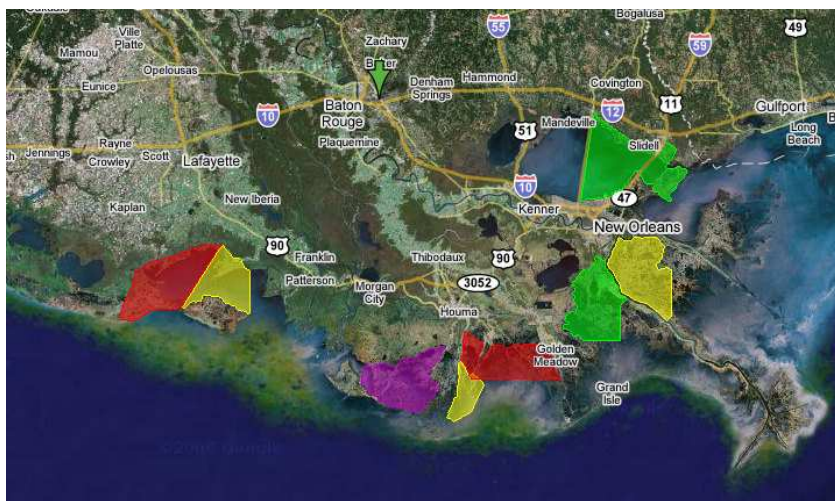 Oakdale
Ville
Platte
Mamou
Eunice
Opelousas
Zachary
Baker
Denham
Springs
Hammond
Bogalusa
Covington
55
59
49
11
12
Gulfport
Long
Beach
Mandeville
Slidell
Baton
Rouge
10
51
Plaquemine
Rayne
Jennings
Crowley
Scott
Lafayette
Kaplan
New Iberia
10
Kenner
47
New Orleans
90
Franklin
Patterson
Thibodaux
90
Morgan
City
3052
Houma
Golden
Meadow
Grand
Isle